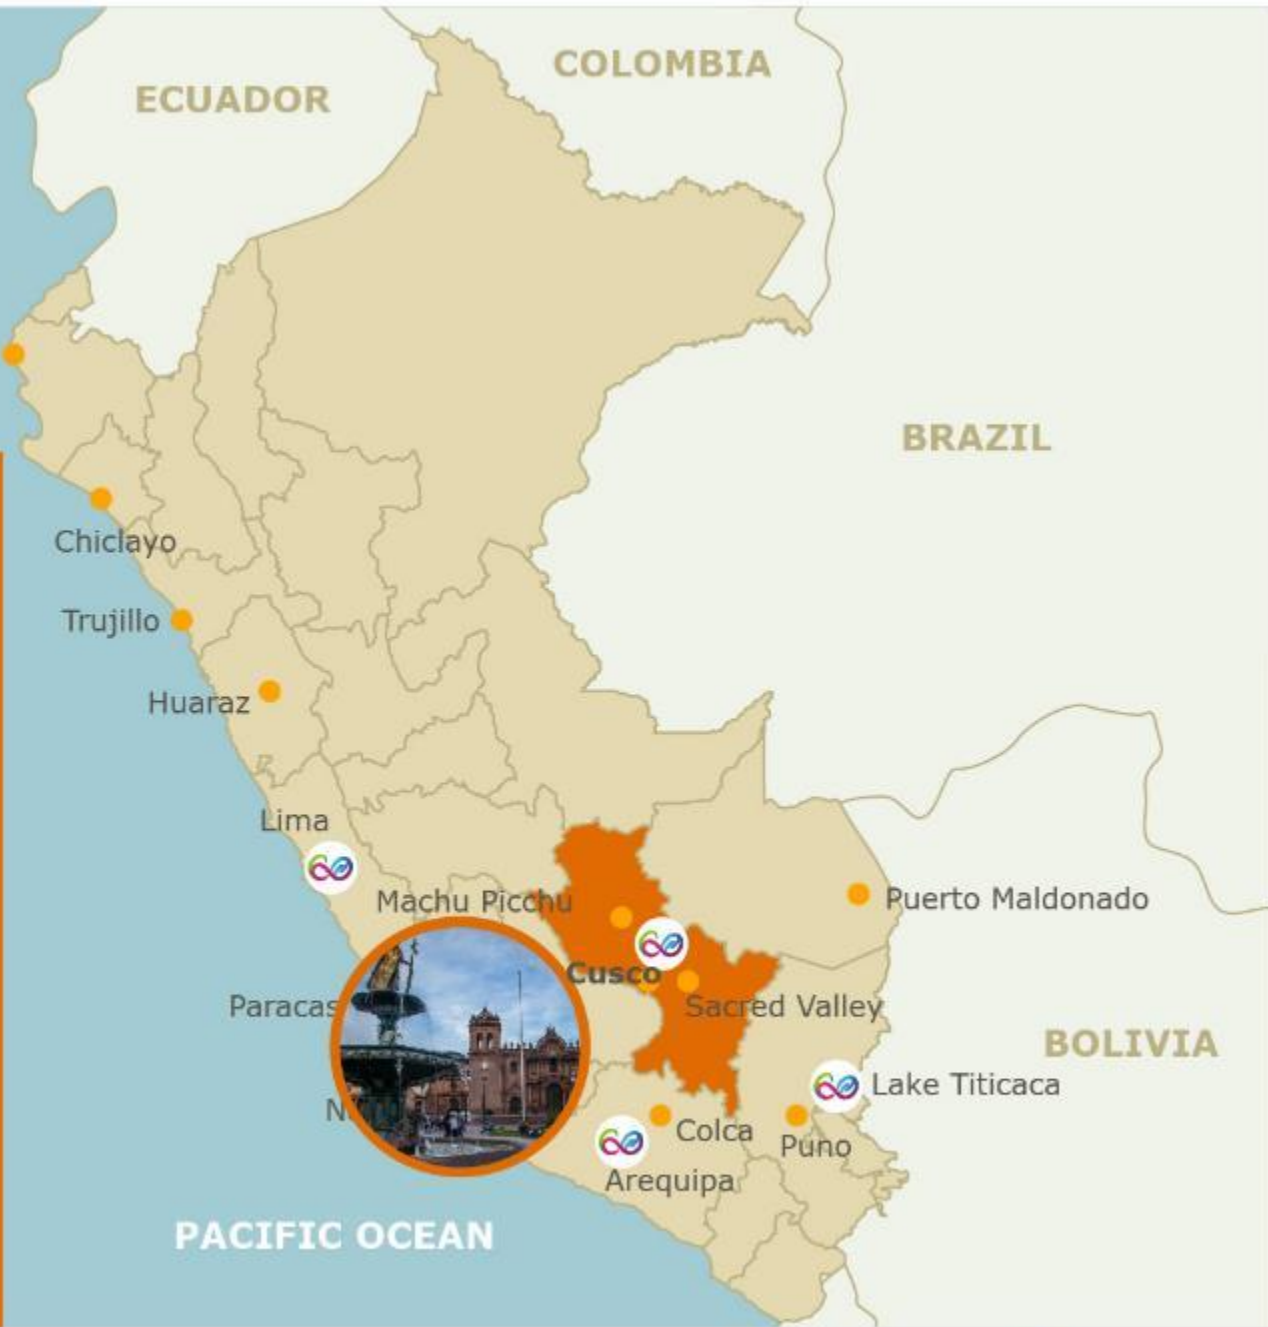 COLOMBIA
ECUADOR
BRAZIL
Chiclayo
Trujillo
Huaraz
Lima
Machu Picchu
Puerto Maldonado
Cusco
Paracas
Sacred Valley
BOLIVIA
Lake Titicaca
Colca
Puno
Arequipa
PACIFIC OCEAN